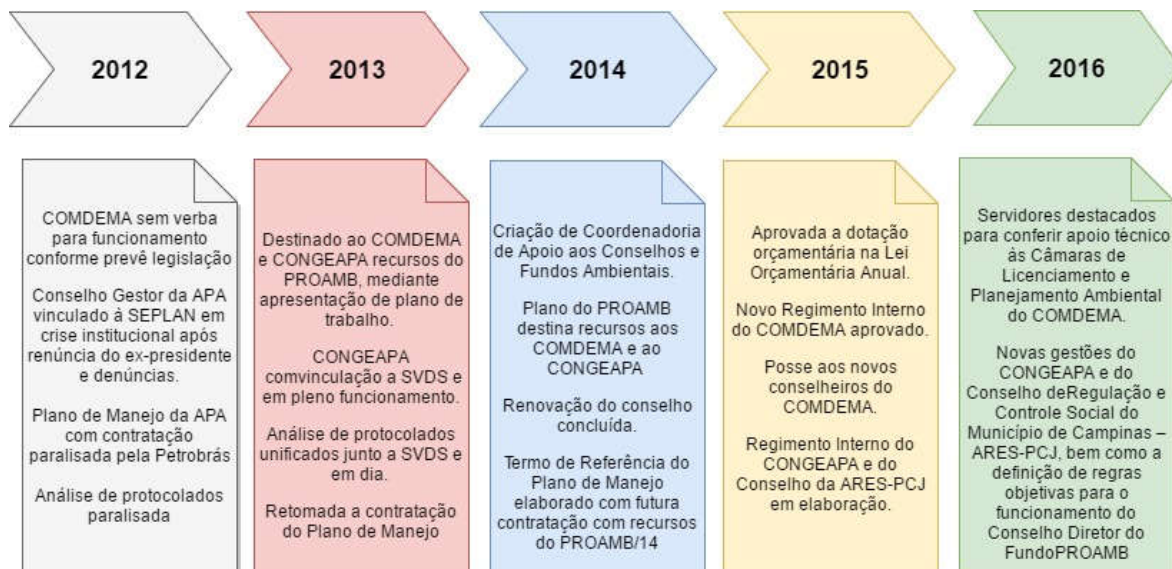 2012
2013
2014
2015
2016
COMDEMA sem verba
para funcionamento
conforme prevê legislação
Conselho Gestor da APA
vinculado à SEPLAN em
crise institucional após
renúncia do ex-presidente
e denúncias.
Plano de Manejo da APA
com contratação
paralisada pela Petrobrás
Análise de protocolados
paralisada
Destinado ao COMDEMA
e CONGEAPA recursos do
PROAMB, mediante
apresentação de plano de
trabalho.
CONGEAPA
comvinculação a SVDS e
em pleno funcionamento.
Análise de protocolados
unificados junto a SVDS e
em dia.
Retomada a contratação
do Plano de Manejo
Criação de Coordenadoria
de Apoio aos Conselhos e
Fundos Ambientais.
Plano do PROAMB
destina recursos aos
COMDEMA e ao
CONGEAPA
Renovação do conselho
concluída.
Termo de Referência do
Plano de Manejo
elaborado com futura
contratação com recursos
do PROAMB/14
Aprovada a dotação
orçamentária na Lei
Orçamentária Anual.
Novo Regimento Interno
do COMDEMA aprovado.
Posse aos novos
conselheiros do
COMDEMA.
Regimento Interno do
CONGEAPA e do
Conselho da ARES-PCJ
em elaboração.
Servidores destacados
para conferir apoio técnico
às Câmaras de
Licenciamento e
Planejamento Ambiental
do COMDEMA.
Novas gestões do
CONGEAPA e do
Conselho deRegulação e
Controle Social do
Município de Campinas –
ARES-PCJ, bem como a
definição de regras
objetivas para o
funcionamento do
Conselho Diretor do
FundoPROAMB